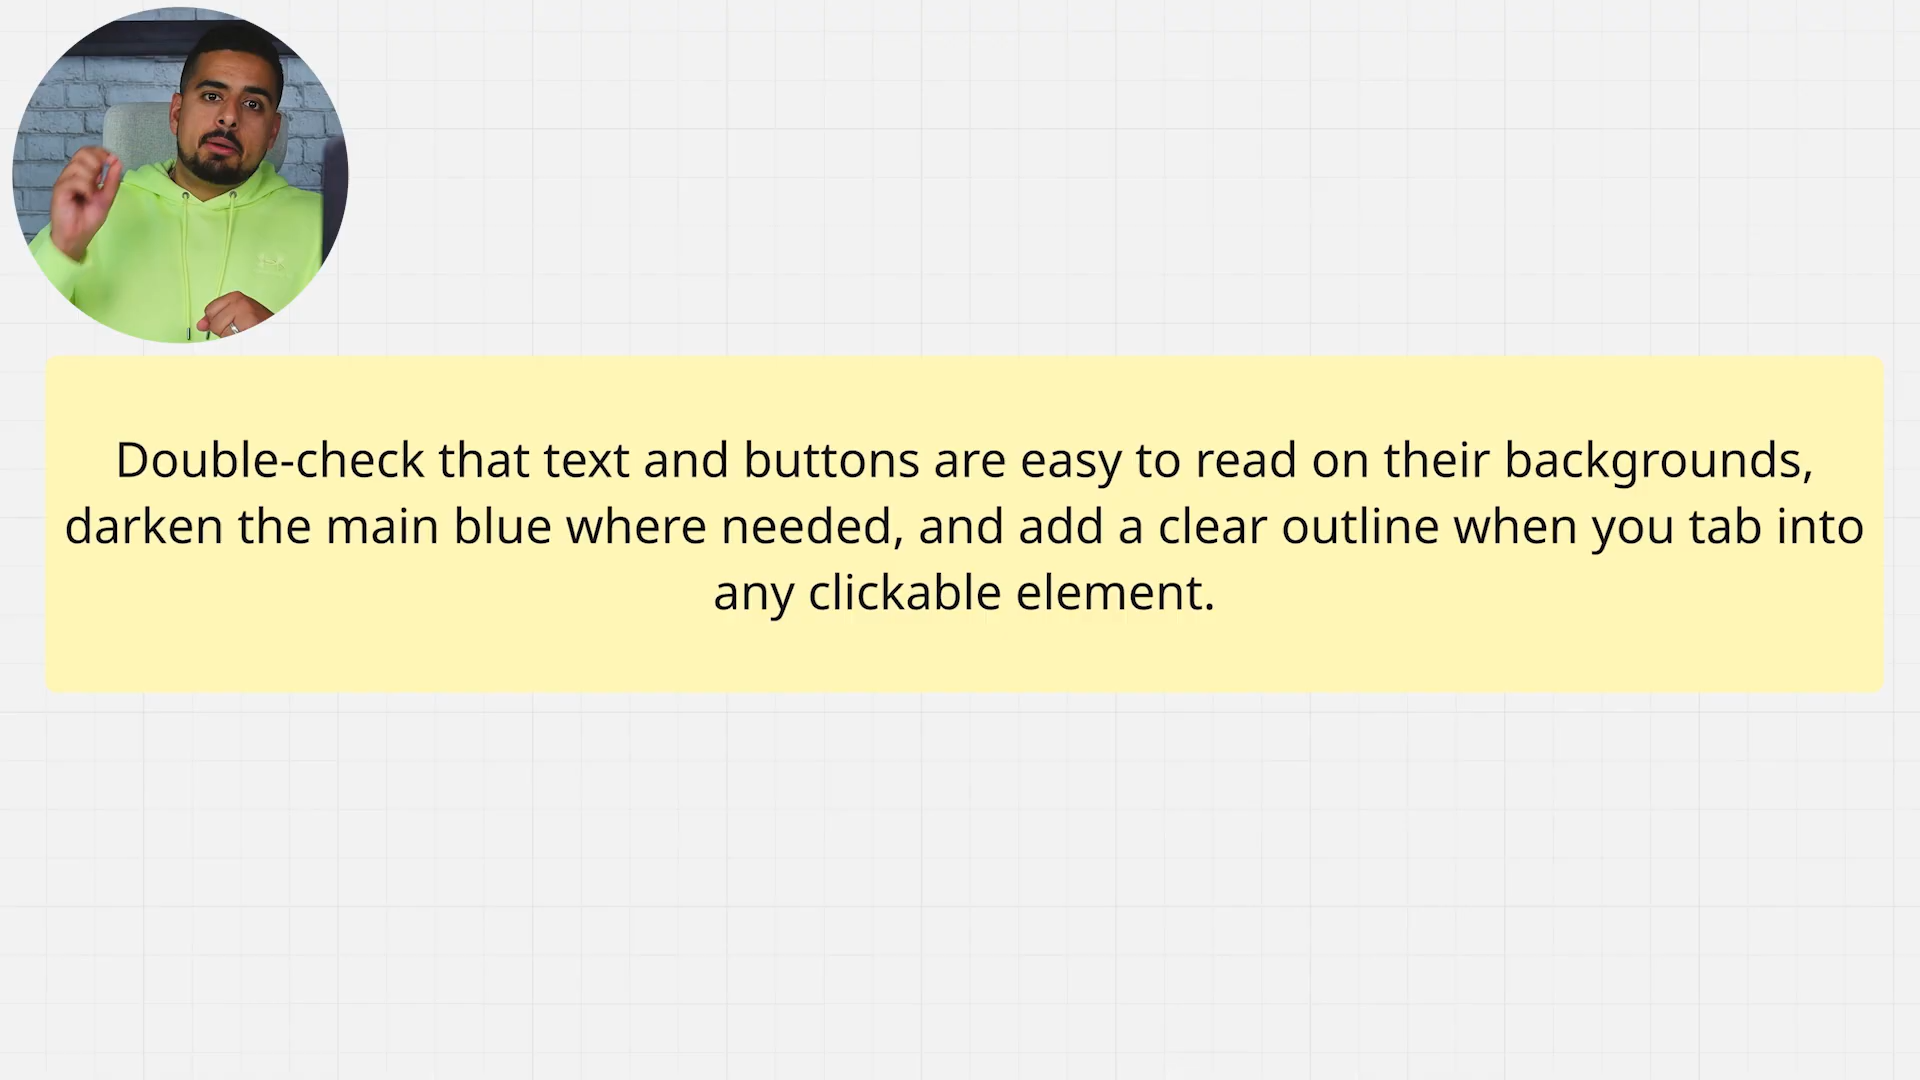 Double-check that text and buttons are easy to read on their backgrounds,
darken the main blue where needed, and add a clear outline when you tab into
any clickable element.